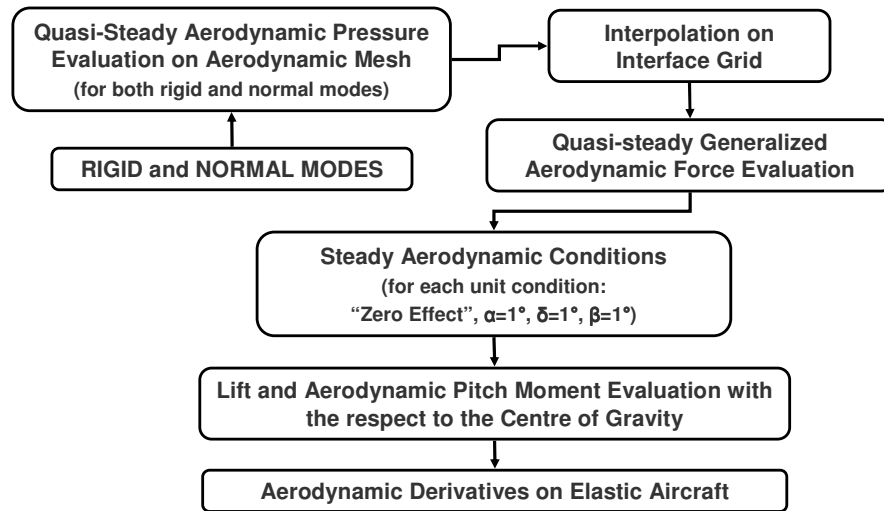 Quasi-Steady Aerodynamic Pressure
Evaluation on Aerodynamic Mesh
(for both rigid and normal modes)
Interpolation on
Interface Grid
RIGID and NORMAL MODES
Quasi-steady Generalized
Aerodynamic Force Evaluation
Steady Aerodynamic Conditions
(for each unit condition:
“Zero Effect”, α=1°, δ=1°, β=1°)
Lift and Aerodynamic Pitch Moment Evaluation with
the respect to the Centre of Gravity
Aerodynamic Derivatives on Elastic Aircraft